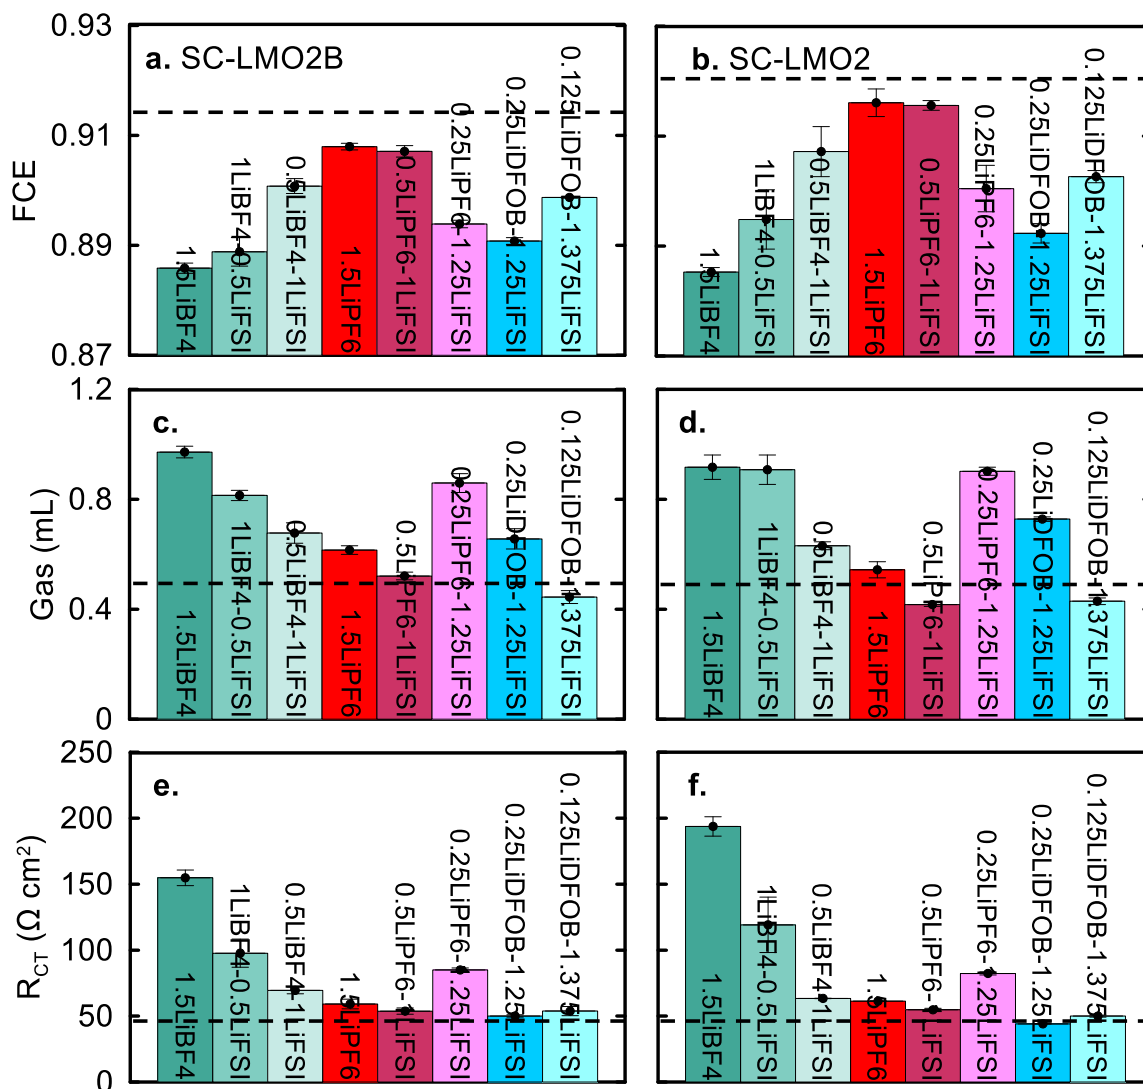 0.93
0.91
0.89
0.87
FCE
a. SC-LMO2B
1.5LiBF4
1LiBF4-0.5LiFSI
0.5LiBF4-1LiFSI
1.5LiPF6
0.5LiPF6-1LiFSI
0.25LiPF6-1.25LiFSI
0.25LiDFOB-1.25LiFSI
0.125LiDFOB-1.375LiFSI
b. SC-LMO2
1.5LiBF4
1LiBF4-0.5LiFSI
0.5LiBF4-1LiFSI
1.5LiPF6
0.5LiPF6-1LiFSI
0.25LiPF6-1.25LiFSI
0.25LiDFOB-1.25LiFSI
0.125LiDFOB-1.375LiFSI
1.2
0.8
0.4
0
Gas (mL)
c.
1.5LiBF4
1LiBF4-0.5LiFSI
0.5LiBF4-1LiFSI
1.5LiPF6
0.5LiPF6-1LiFSI
0.25LiPF6-1.25LiFSI
0.25LiDFOB-1.25LiFSI
0.125LiDFOB-1.375LiFSI
d.
1.5LiBF4
1LiBF4-0.5LiFSI
0.5LiBF4-1LiFSI
1.5LiPF6
0.5LiPF6-1LiFSI
0.25LiPF6-1.25LiFSI
0.25LiDFOB-1.25LiFSI
0.125LiDFOB-1.375LiFSI
250
200
150
100
50
0
R_CT (Ω cm²)
e.
1.5LiBF4
1LiBF4-0.5LiFSI
0.5LiBF4-1LiFSI
1.5LiPF6
0.5LiPF6-1LiFSI
0.25LiPF6-1.25LiFSI
0.25LiDFOB-1.25LiFSI
0.125LiDFOB-1.375LiFSI
f.
1.5LiBF4
1LiBF4-0.5LiFSI
0.5LiBF4-1LiFSI
1.5LiPF6
0.5LiPF6-1LiFSI
0.25LiPF6-1.25LiFSI
0.25LiDFOB-1.25LiFSI
0.125LiDFOB-1.375LiFSI